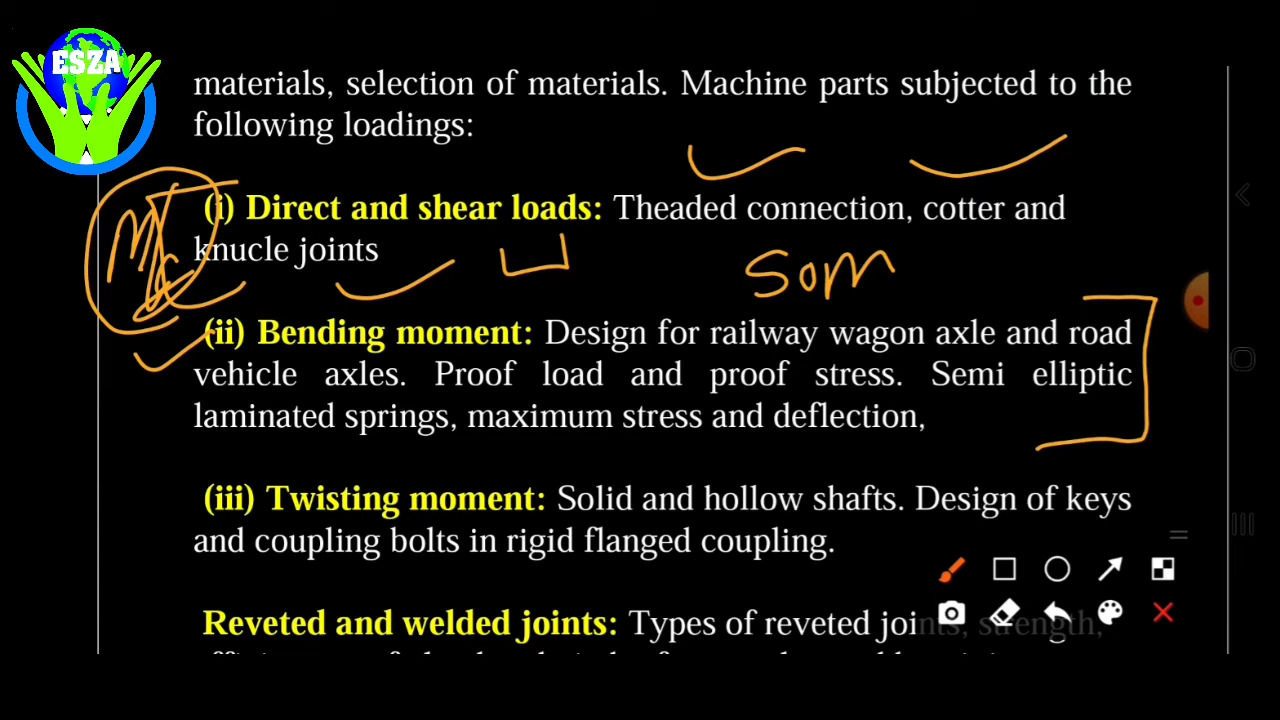 ESZA
materials, selection of materials. Machine parts subjected to the
following loadings:
(i) Direct and shear loads: Theaded connection, cotter and
knucle joints
som
(ii) Bending moment: Design for railway wagon axle and road
vehicle axles. Proof load and proof stress. Semi elliptic
laminated springs, maximum stress and deflection,
(iii) Twisting moment: Solid and hollow shafts. Design of keys
and coupling bolts in rigid flanged coupling.
Reveted and welded joints: Types of reveted joints, strength,